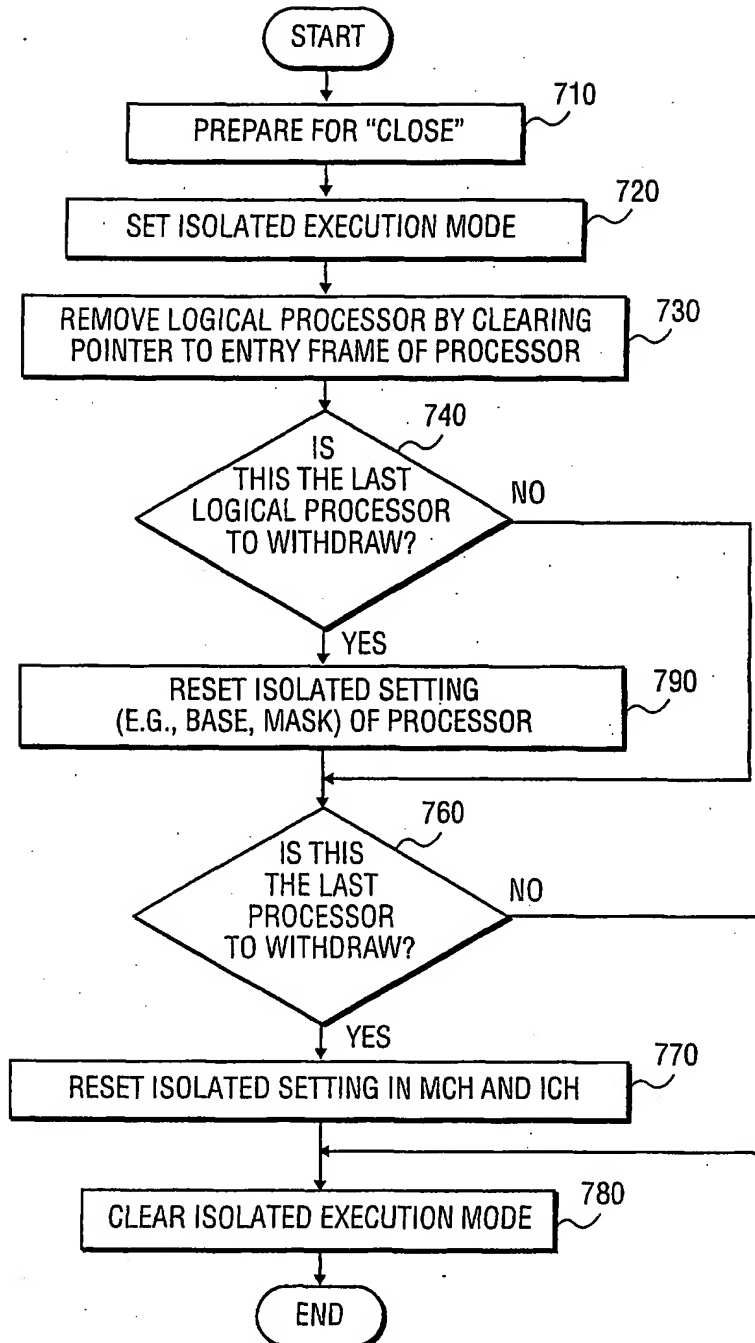 START
710
PREPARE FOR “CLOSE”
720
SET ISOLATED EXECUTION MODE
730
REMOVE LOGICAL PROCESSOR BY CLEARING
POINTER TO ENTRY FRAME OF PROCESSOR
740
IS
THIS THE LAST
LOGICAL PROCESSOR
TO WITHDRAW?
NO
YES
790
RESET ISOLATED SETTING
(E.G., BASE, MASK) OF PROCESSOR
760
IS THIS
THE LAST
PROCESSOR
TO WITHDRAW?
NO
YES
770
RESET ISOLATED SETTING IN MCH AND ICH
780
CLEAR ISOLATED EXECUTION MODE
END